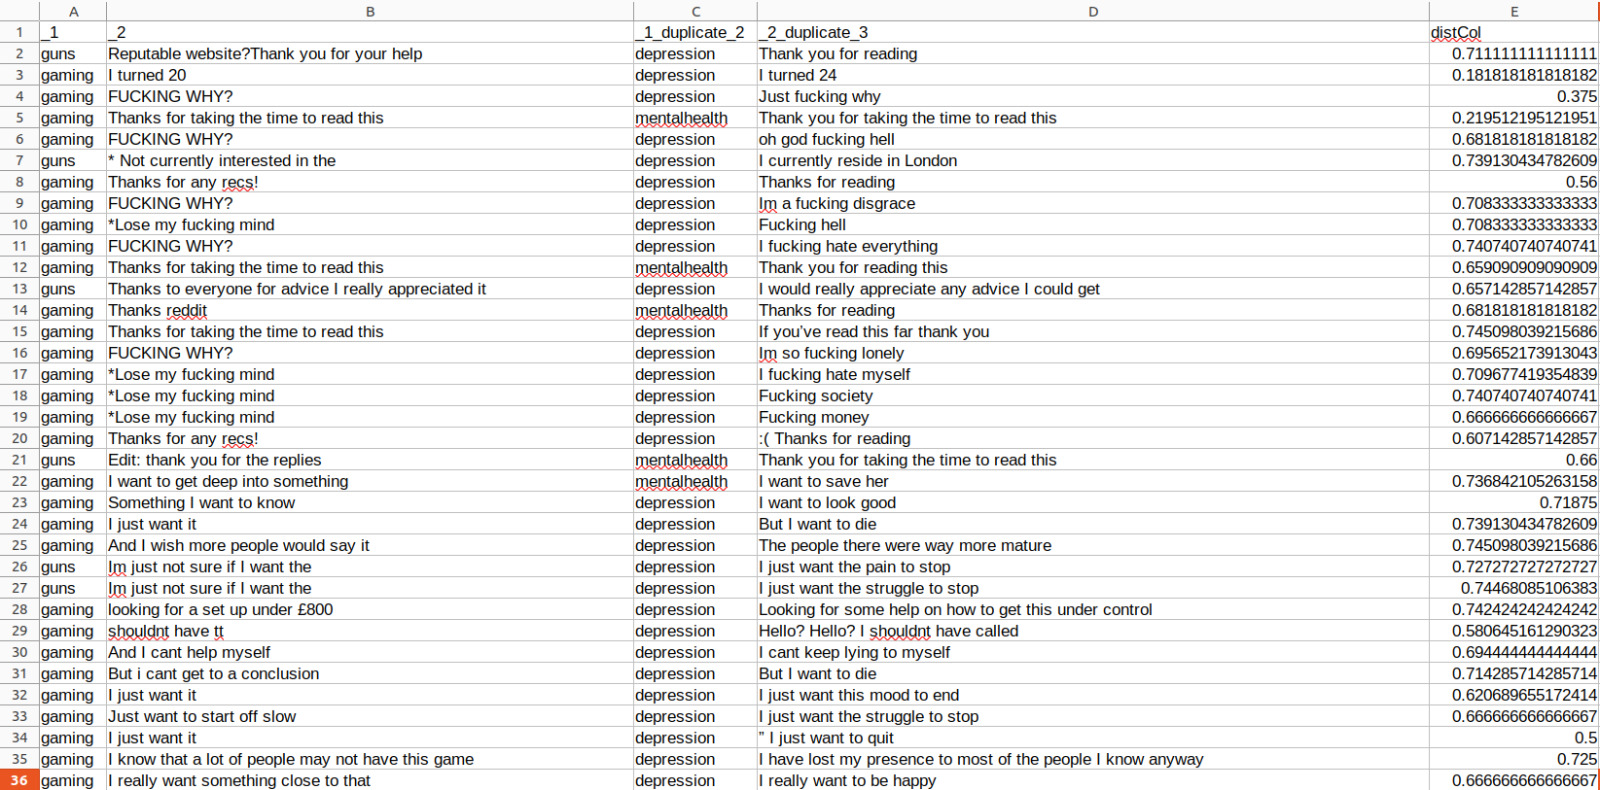 A B C D E
1 _1 _2 _1_duplicate_2 _2_duplicate_3 distCol
2 guns Reputable website?Thank you for your help depression Thank you for reading 0.711111111111111
3 gaming I turned 20 depression I turned 24 0.181818181818182
4 gaming FUCKING WHY? depression Just fucking why 0.375
5 gaming Thanks for taking the time to read this mentalhealth Thank you for taking the time to read this 0.219512195121951
6 gaming FUCKING WHY? depression oh god fucking hell 0.681818181818182
7 guns * Not currently interested in the depression I currently reside in London 0.739130434782609
8 gaming Thanks for any recs! depression Thanks for reading 0.56
9 gaming FUCKING WHY? depression Im a fucking disgrace 0.708333333333333
10 gaming *Lose my fucking mind depression Fucking hell 0.708333333333333
11 gaming FUCKING WHY? depression I fucking hate everything 0.740740740740741
12 gaming Thanks for taking the time to read this mentalhealth Thank you for reading this 0.659090909090909
13 guns Thanks to everyone for advice I really appreciated it depression I would really appreciate any advice I could get 0.657142857142857
14 gaming Thanks reddit mentalhealth Thanks for reading 0.681818181818182
15 gaming Thanks for taking the time to read this depression If you've read this far thank you 0.745098039215686
16 gaming FUCKING WHY? depression Im so fucking lonely 0.695652173913043
17 gaming *Lose my fucking mind depression I fucking hate myself 0.709677419354839
18 gaming *Lose my fucking mind depression Fucking society 0.740740740740741
19 gaming *Lose my fucking mind depression Fucking money 0.666666666666667
20 gaming Thanks for any recs! depression :( Thanks for reading 0.607142857142857
21 guns Edit: thank you for the replies mentalhealth Thank you for taking the time to read this 0.66
22 gaming I want to get deep into something mentalhealth I want to save her 0.736842105263158
23 gaming Something I want to know depression I want to look good 0.71875
24 gaming I just want it depression But I want to die 0.739130434782609
25 gaming And I wish more people would say it depression The people there were way more mature 0.745098039215686
26 guns Im just not sure if I want the depression I just want the pain to stop 0.727272727272727
27 guns Im just not sure if I want the depression I just want the struggle to stop 0.74468085106383
28 gaming looking for a set up under £800 depression Looking for some help on how to get this under control 0.742424242424242
29 gaming shouldnt have tt depression Hello? Hello? I shouldnt have called 0.580645161290323
30 gaming And I cant help myself depression I cant keep lying to myself 0.694444444444444
31 gaming But i cant get to a conclusion depression But I want to die 0.714285714285714
32 gaming I just want it depression I just want this mood to end 0.620689655172414
33 gaming Just want to start off slow depression I just want the struggle to stop 0.666666666666667
34 gaming I just want it depression ” I just want to quit 0.5
35 gaming I know that a lot of people may not have this game depression I have lost my presence to most of the people I know anyway 0.725
36 gaming I really want something close to that depression I really want to be happy 0.666666666666667